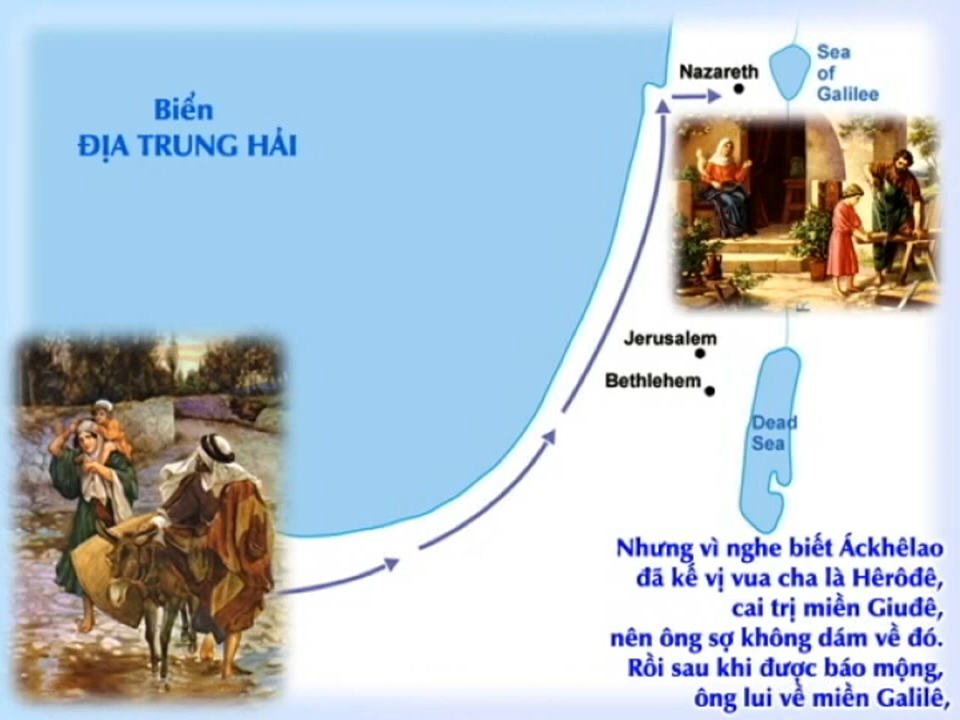 Biển
ĐỊA TRUNG HẢI
Nazareth
Sea
of
Galilee
Jerusalem
Bethlehem
Dead
Sea
Nhưng vì nghe biết Áckhêlao
đã kế vị vua cha là Hêrôđê,
cai trị miền Giuđê,
nên ông sợ không dám về đó.
Rồi sau khi được báo mộng,
ông lui về miền Galilê,